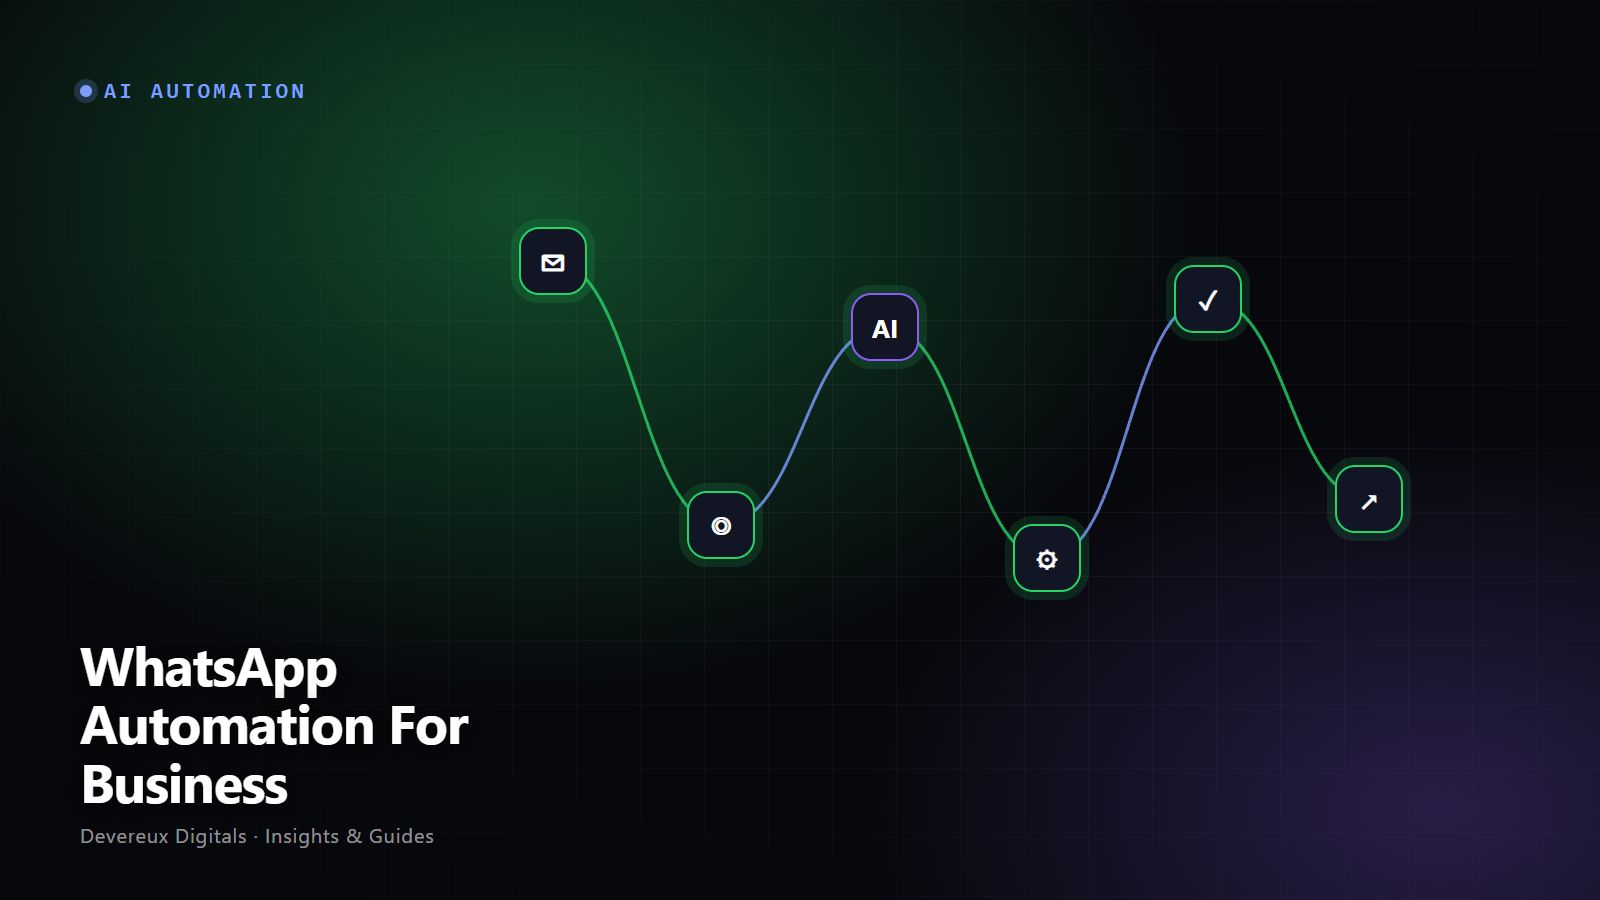 AI AUTOMATION
AI
WhatsApp
Automation For
Business
Devereux Digitals · Insights & Guides